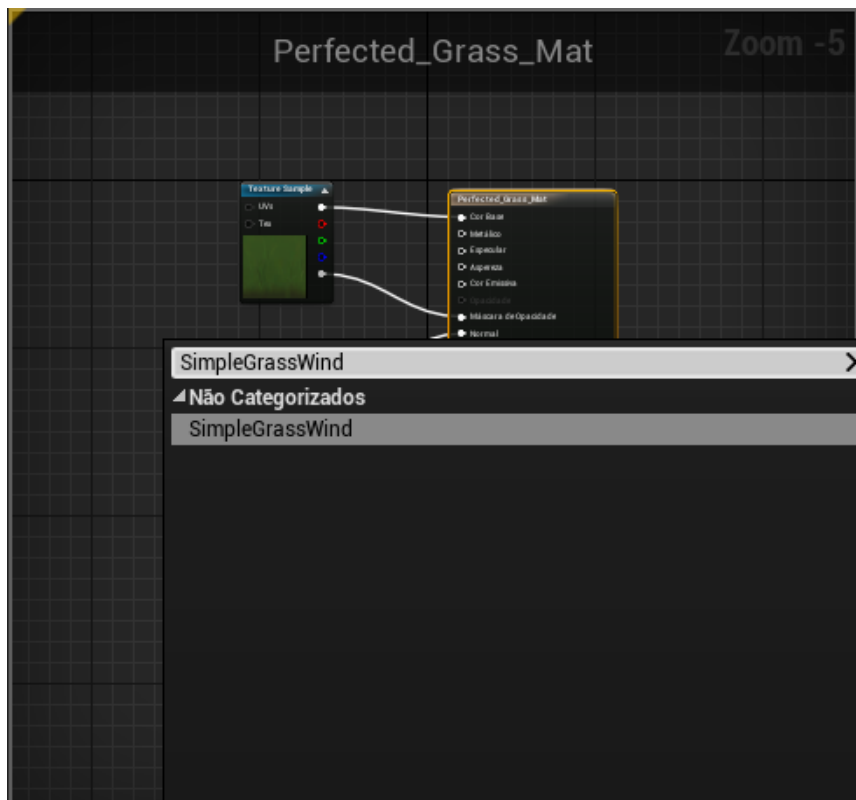 Perfected_Grass_Mat
Zoom -5
Texture Sample
UVs
Tex
Perfected_Grass_Mat
Cor Base
Metálico
Especular
Aspereza
Cor Emissiva
Opacidade
Máscara de Opacidade
Normal
SimpleGrassWind
Não Categorizados
SimpleGrassWind